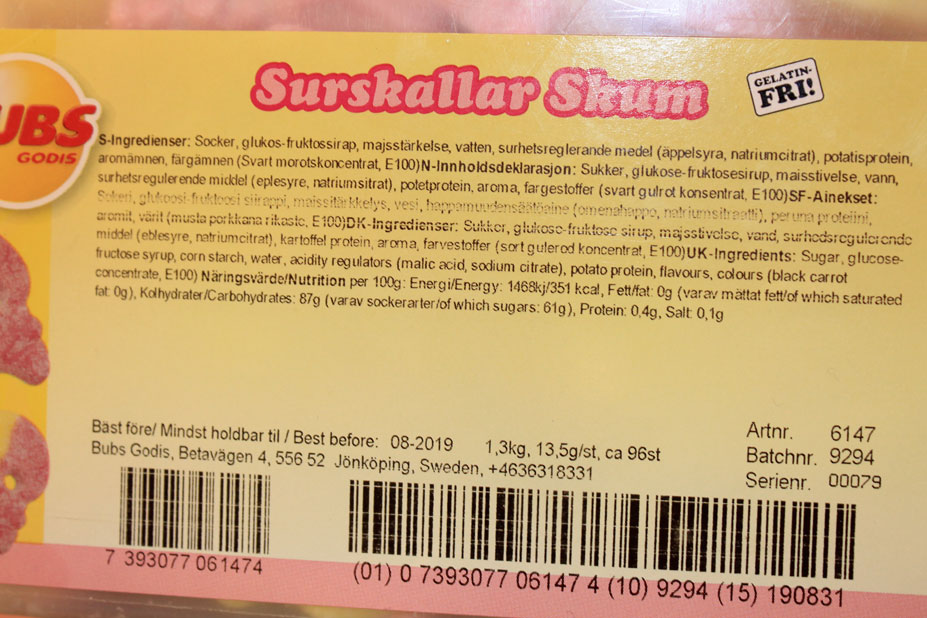 Surskallar Skum
GELATIN-
FRI!
UBS
GODIS
S-Ingredienser: Socker, glukos-fruktossirap, majsstärkelse, vatten, surhetsreglerande medel (äppelsyra, natriumcitrat), potatisprotein,
aromämnen, färgämnen (Svart morotskoncentrat, E100)N-Innholdsdeklarasjon: Sukker, glukose-fruktosesirup, maisstivelse, vann,
surhetsregulerende middel (eplesyre, natriumsitrat), potetprotein, aroma, fargestoffer (svart gulrot konsentrat, E100)SF-Ainekset:
Sokeri, glukoosi-fruktoosi siirappi, maissitärkkelys, vesi, happamuudensäätöaine (omenahappo, natriumsitraatti), peruna proteiini,
aromit, värit (musta porkkana rikaste, E100)DK-Ingredienser: Sukker, glukose-fruktose sirup, majsstivelse, vand, surhedsregulerende
middel (eblesyre, natriumcitrat), kartoffel protein, aroma, farvestoffer (sort gulerod koncentrat, E100)UK-Ingredients: Sugar, glucose-
fructose syrup, corn starch, water, acidity regulators (malic acid, sodium citrate), potato protein, flavours, colours (black carrot
concentrate, E100) Näringsvärde/Nutrition per 100g: Energi/Energy: 1468kj/351 kcal, Fett/fat: 0g (varav mättat fett/of which saturated
fat: 0g), Kolhydrater/Carbohydrates: 87g (varav sockerarter/of which sugars: 61g), Protein: 0,4g, Salt: 0,1g
Bäst före/ Mindst holdbar til / Best before: 08-2019 1,3kg, 13,5g/st, ca 96st
Bubs Godis, Betavägen 4, 556 52 Jönköping, Sweden, +4636318331
Artnr. 6147
Batchnr. 9294
Serienr. 00079
7 393077 061474
(01) 0 7393077 06147 4 (10) 9294 (15) 190831